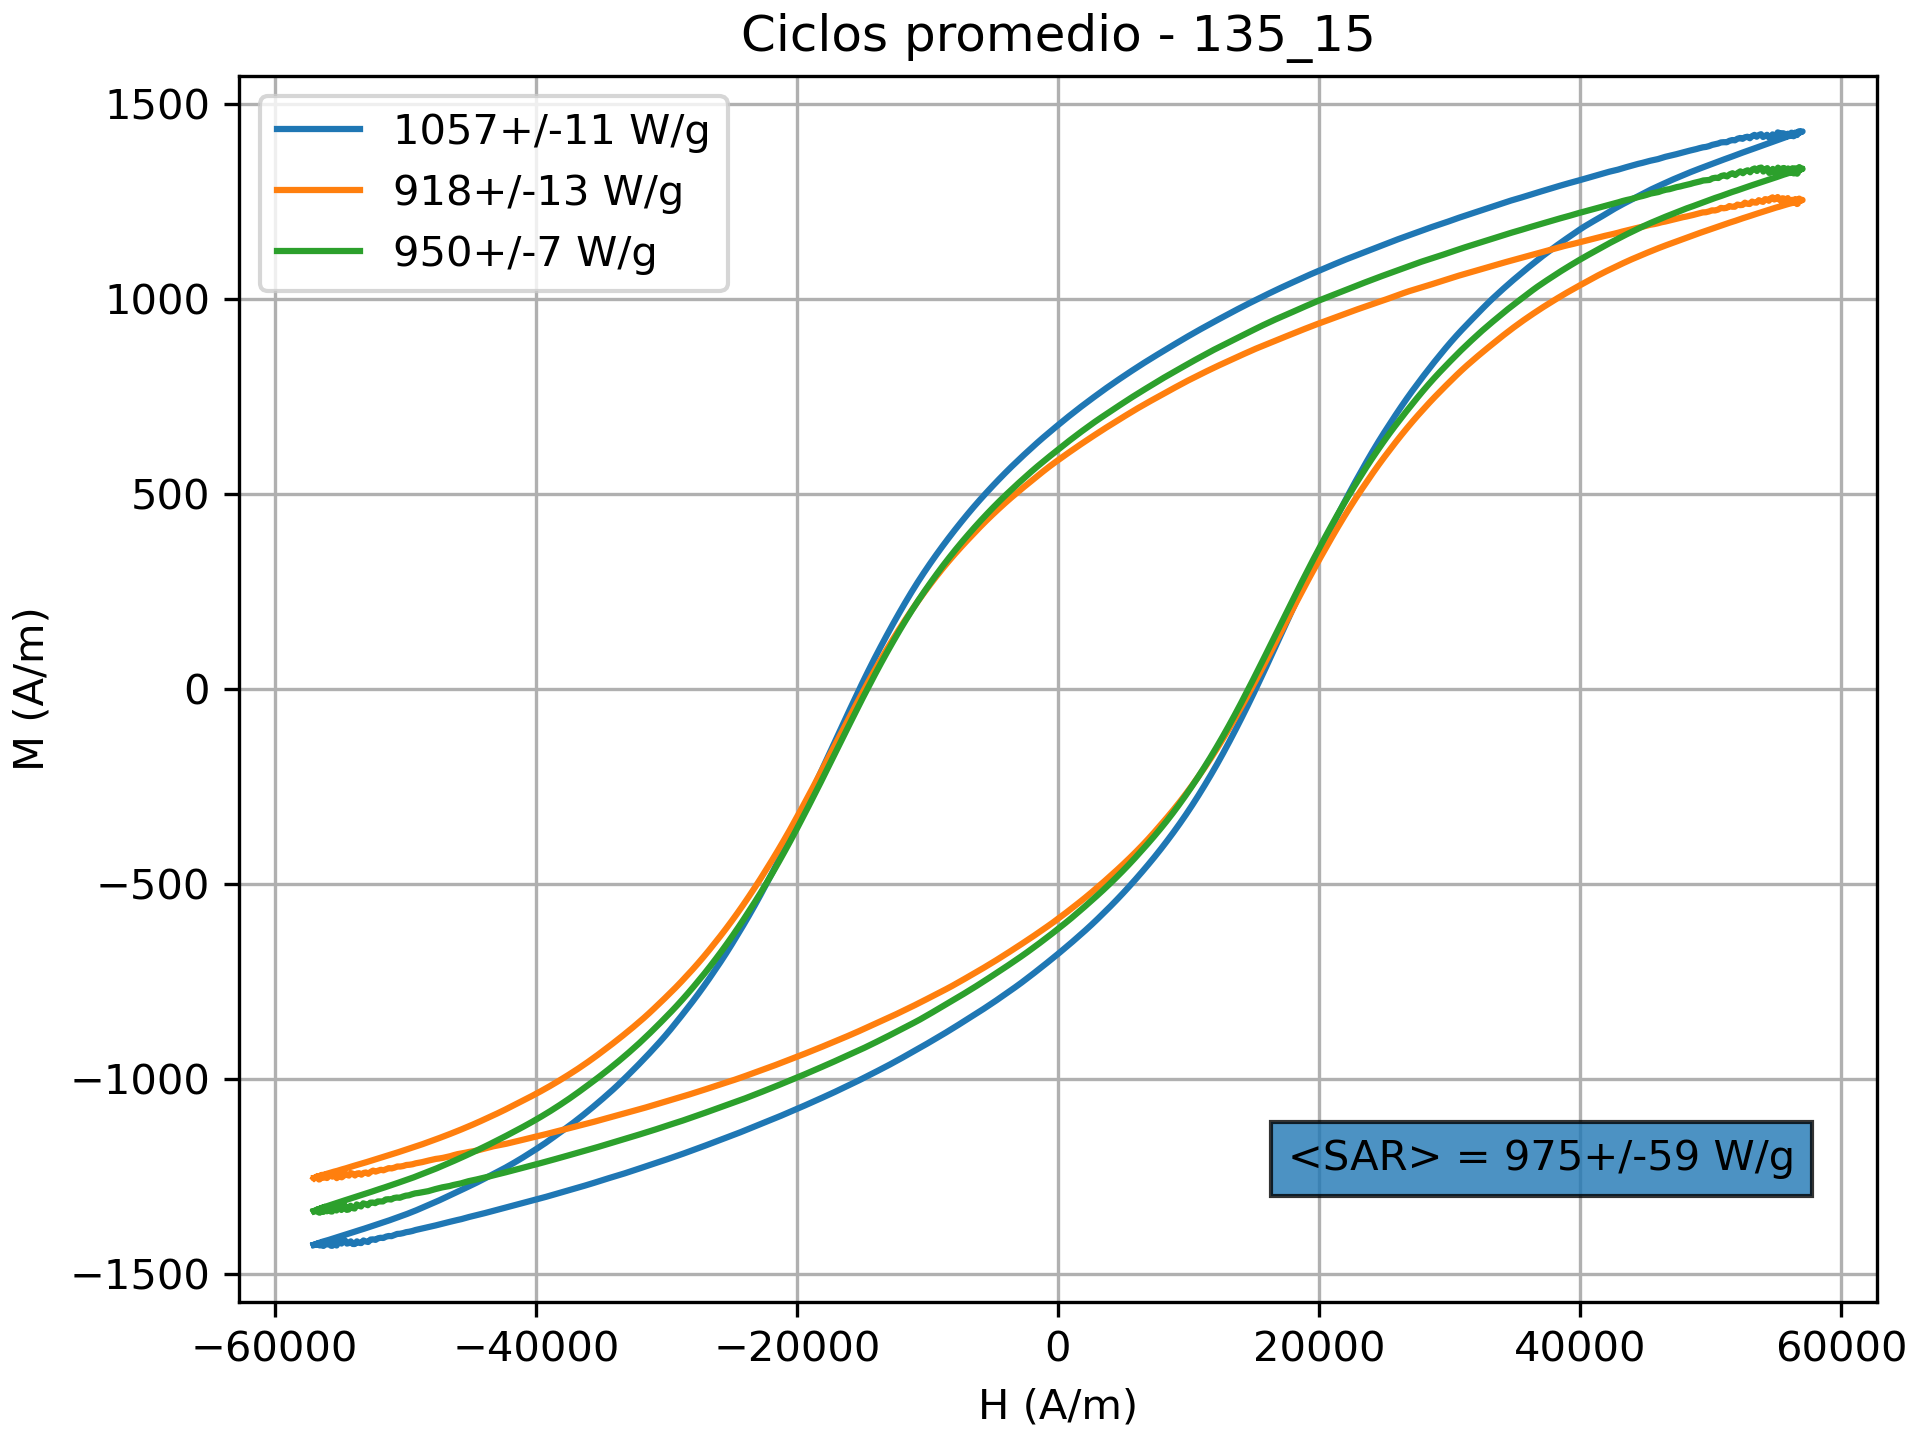 Ciclos promedio - 135_15
1057+/-11 W/g
918+/-13 W/g
950+/-7 W/g
1500
1000
500
0
−500
−1000
−1500
M (A/m)
<SAR> = 975+/-59 W/g
−60000 −40000 −20000 0 20000 40000 60000
H (A/m)